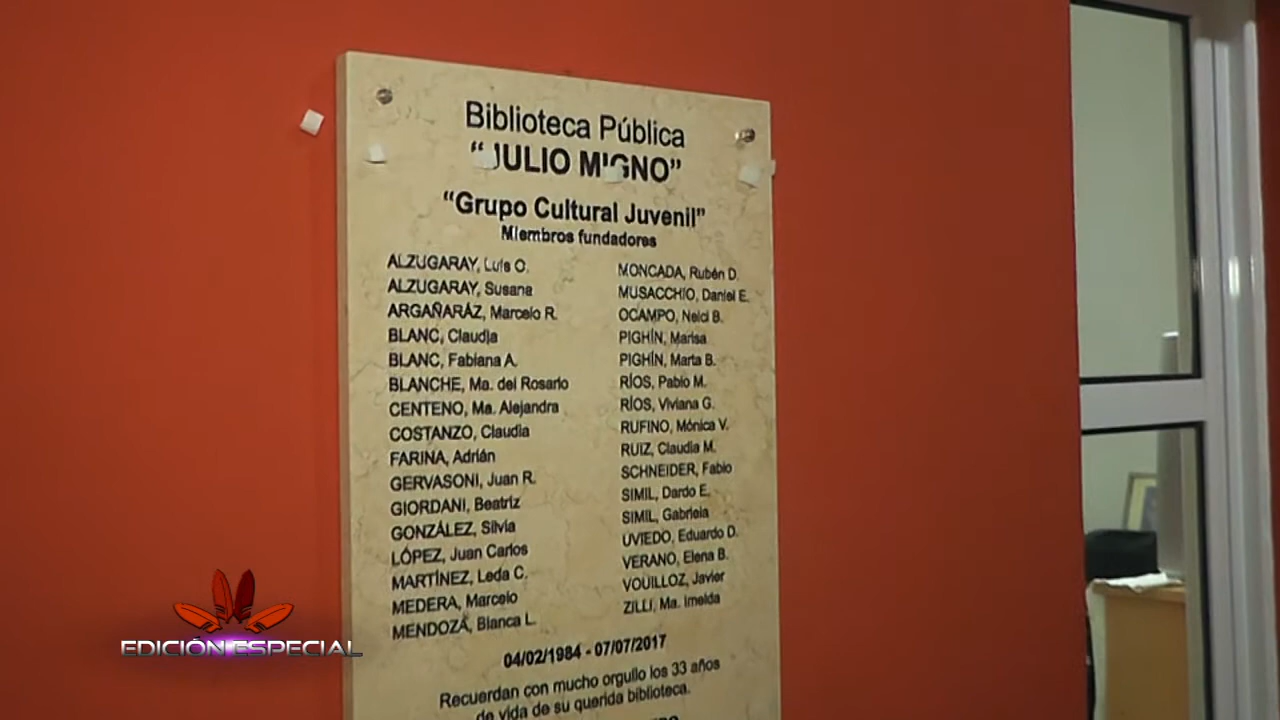 Biblioteca Pública
“JULIO MIGNO”
“Grupo Cultural Juvenil”
Miembros fundadores
ALZUGARAY, Luis O.
ALZUGARAY, Susana
ARGAÑARÁZ, Marcelo R.
BLANC, Claudia
BLANC, Fabiana A.
BLANCHE, Ma. del Rosario
CENTENO, Ma. Alejandra
COSTANZO, Claudia
FARINA, Adrián
GERVASONI, Juan R.
GIORDANI, Beatriz
GONZÁLEZ, Silvia
LÓPEZ, Juan Carlos
MARTÍNEZ, Leda C.
MEDERA, Marcelo
MENDOZA, Blanca L.
MONCADA, Rubén D.
MUSACCHIO, Daniel E.
OCAMPO, Nelci B.
PIGHÍN, Marisa
PIGHÍN, Marta B.
RÍOS, Pablo M.
RÍOS, Viviana G.
RUFINO, Mónica V.
RUIZ, Claudia M.
SCHNEIDER, Fabio
SIMIL, Dardo E.
SIMIL, Gabriela
UVIEDO, Eduardo D.
VERANO, Elena B.
VOUILLOZ, Javier
ZILLI, Ma. Imelda
04/02/1984 - 07/07/2017
Recuerdan con mucho orgullo los 33 años
de vida de su querida biblioteca.
EDICIÓN ESPECIAL